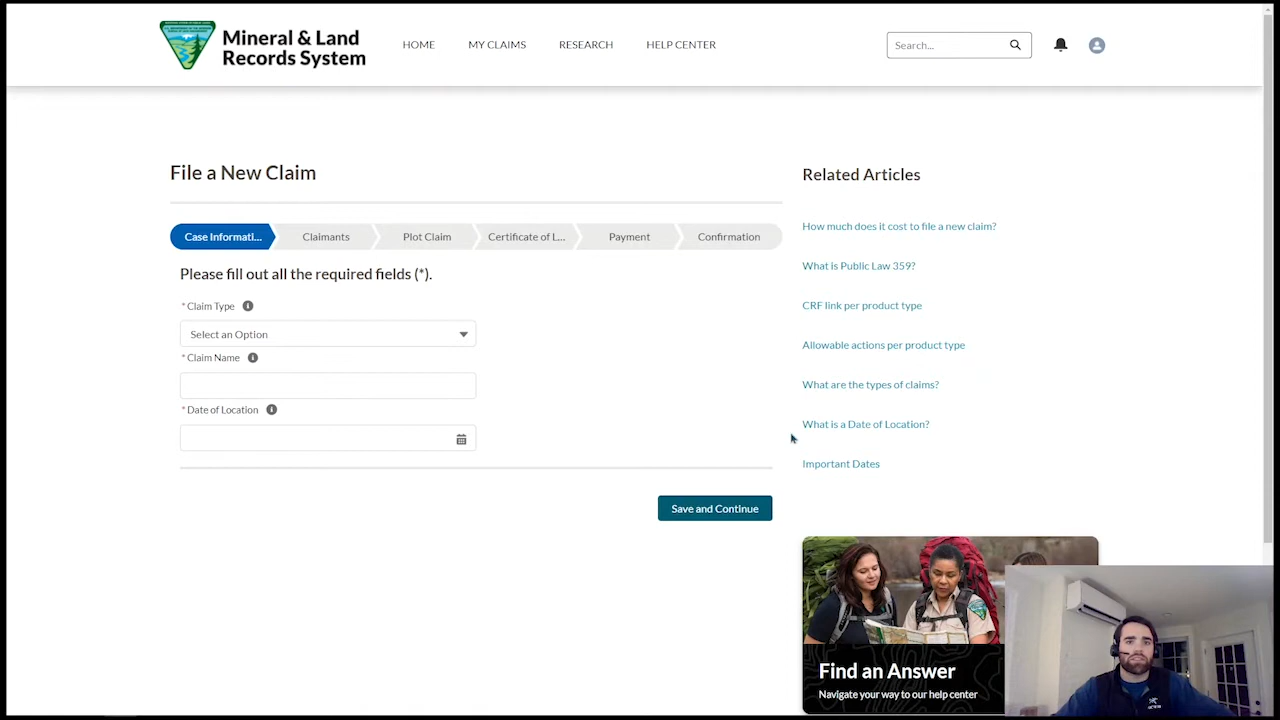 Mineral & Land
Records System
HOME
MY CLAIMS
RESEARCH
HELP CENTER
Search...
File a New Claim
Case Informati...
Claimants
Plot Claim
Certificate of L...
Payment
Confirmation
Please fill out all the required fields (*).
* Claim Type
Select an Option
* Claim Name
* Date of Location
Save and Continue
Related Articles
How much does it cost to file a new claim?
What is Public Law 359?
CRF link per product type
Allowable actions per product type
What are the types of claims?
What is a Date of Location?
Important Dates
Find an Answer
Navigate your way to our help center